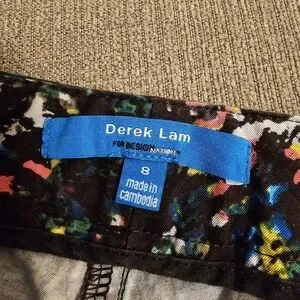 Derek Lam
FOR DESIGNATION
8
made in
cambodia